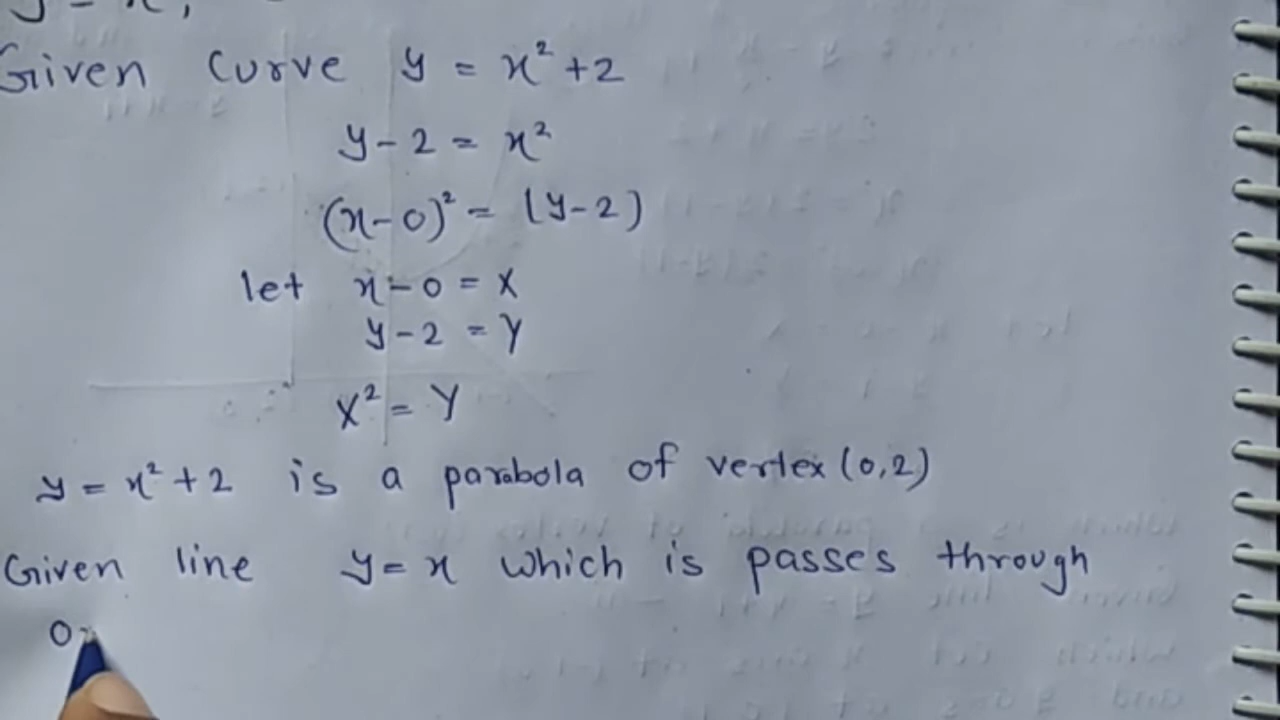 Given curve y = x² + 2
y - 2 = x²
(x - 0)² = (y - 2)
let x - 0 = X
y - 2 = Y
X² = Y
y = x² + 2 is a parabola of vertex (0,2)
Given line y = x which is passes through